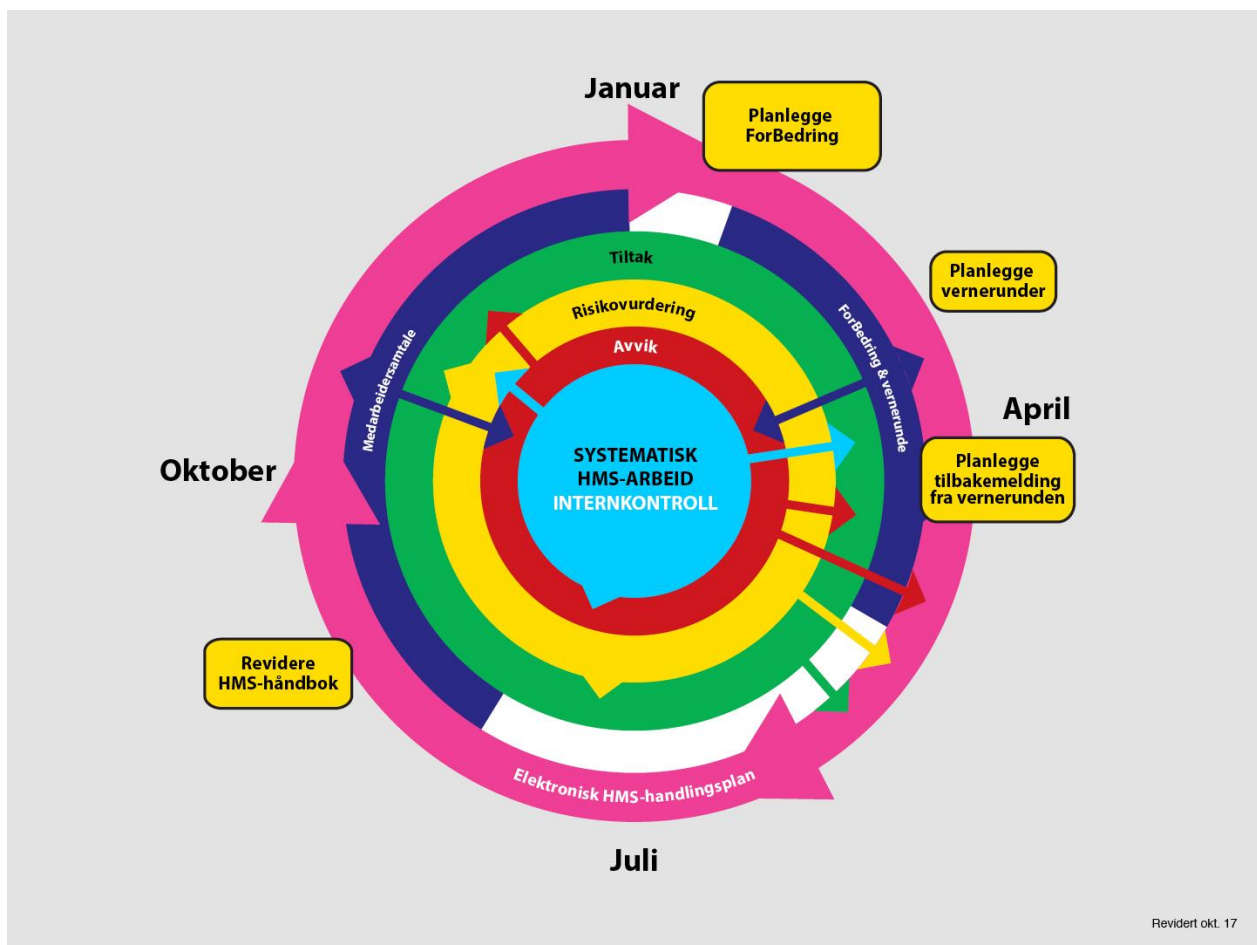 Januar
Planlegge
ForBedring
Planlegge
vernerunder
April
Planlegge
tilbakemelding
fra vernerunden
Tiltak
Risikovurdering
Avvik
ForBedring & vernerunde
Medarbeidersamtale
SYSTEMATISK
HMS-ARBEID
INTERNKONTROLL
Oktober
Revidere
HMS-håndbok
Elektronisk HMS-handlingsplan
Juli
Revidert okt. 17